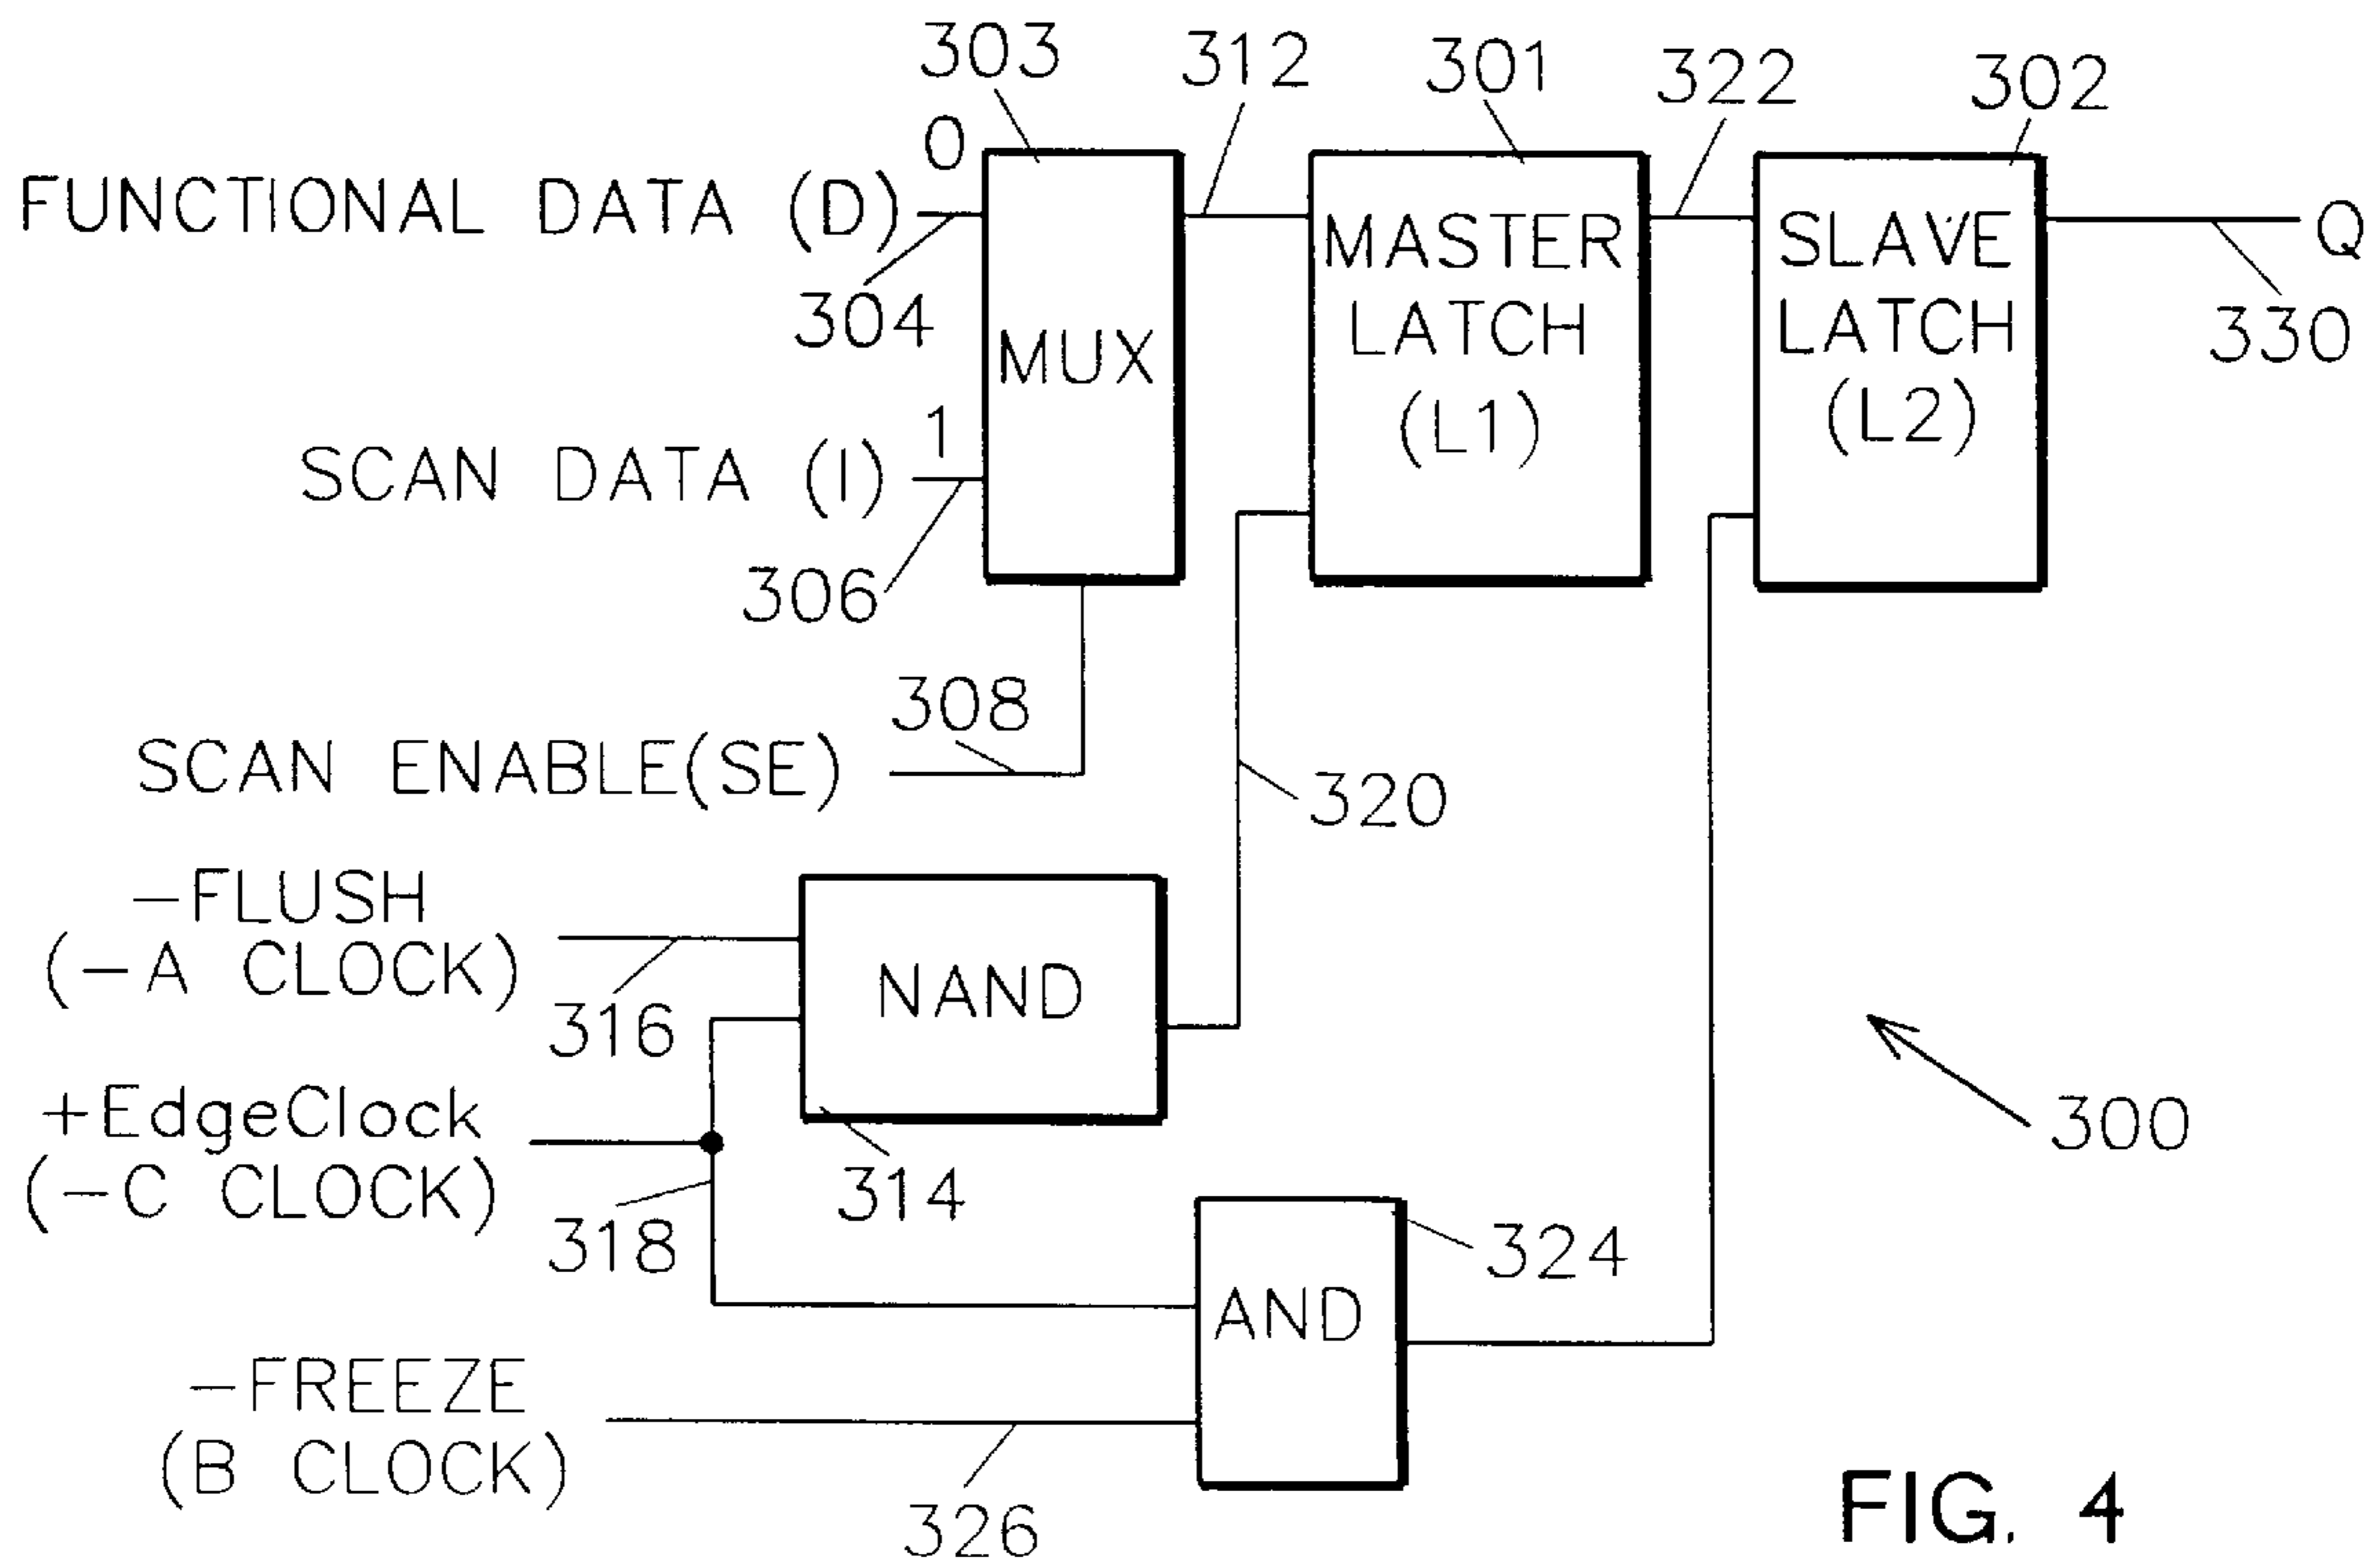 303
312
301
322
302
0
FUNCTIONAL DATA (D)
304
MUX
MASTER
LATCH
(L1)
SLAVE
LATCH
(L2)
Q
330
1
SCAN DATA (I)
306
308
SCAN ENABLE(SE)
320
-FLUSH
(-A CLOCK)
316
NAND
+EdgeClock
(-C CLOCK)
318
314
300
324
AND
-FREEZE
(B CLOCK)
326
FIG. 4